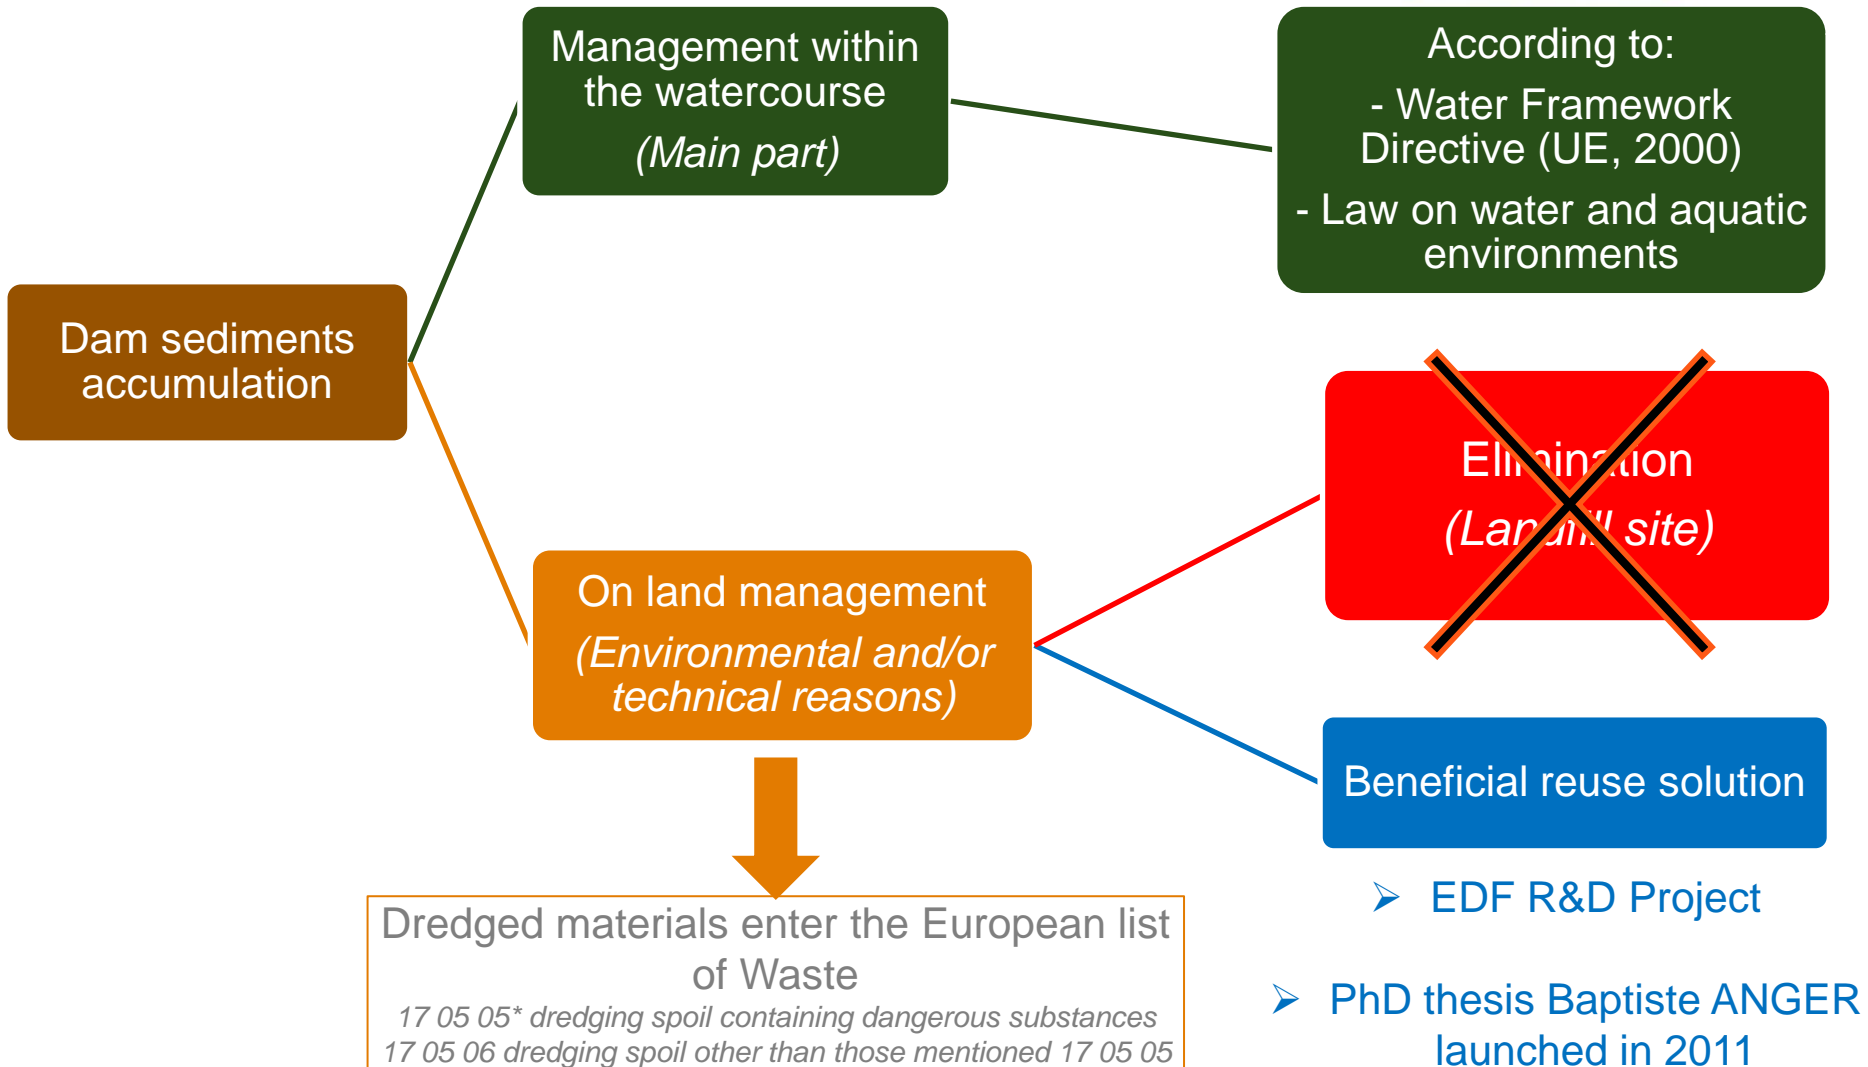 Management within
the watercourse
(Main part)
According to:
- Water Framework
Directive (UE, 2000)
- Law on water and aquatic
environments
Dam sediments
accumulation
Elimination
(Landfill site)
On land management
(Environmental and/or
technical reasons)
Beneficial reuse solution
➢ EDF R&D Project
➢ PhD thesis Baptiste ANGER
launched in 2011
Dredged materials enter the European list
of Waste
17 05 05* dredging spoil containing dangerous substances
17 05 06 dredging spoil other than those mentioned 17 05 05